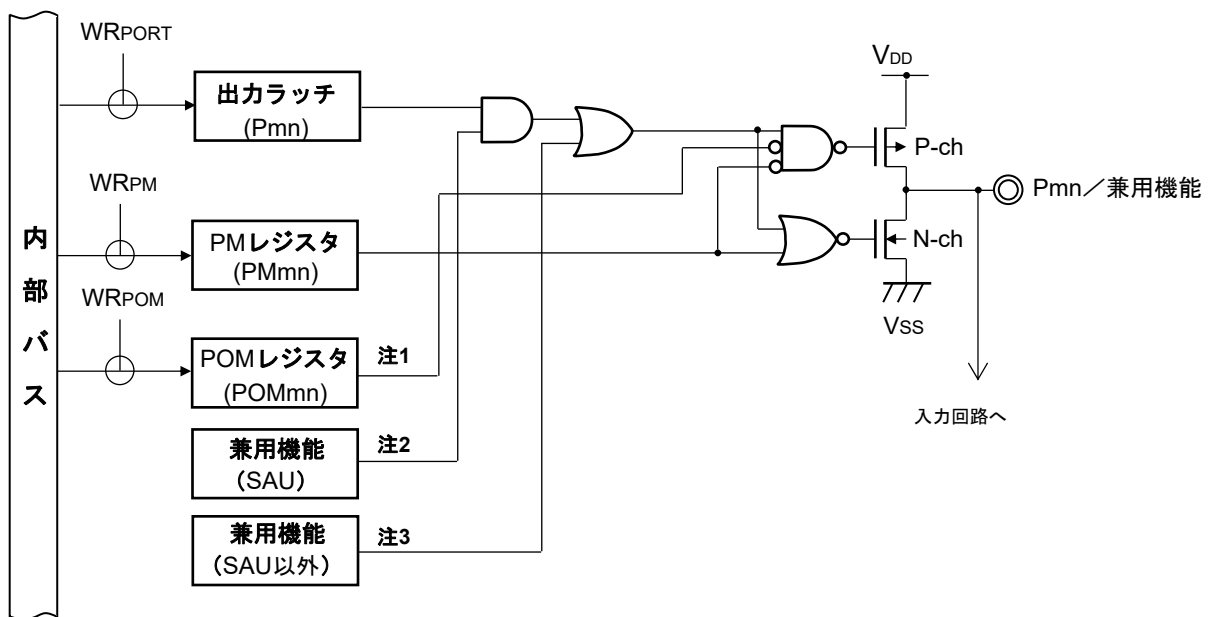 WRPORT
出力ラッチ
(Pmn)
WRPM
PMレジスタ
(PMmn)
WRPOM
POMレジスタ
(POMmn)
注1
兼用機能
（SAU）
注2
兼用機能
（SAU以外）
注3
内部バス
VDD
P-ch
Pmn／兼用機能
N-ch
VSS
入力回路へ